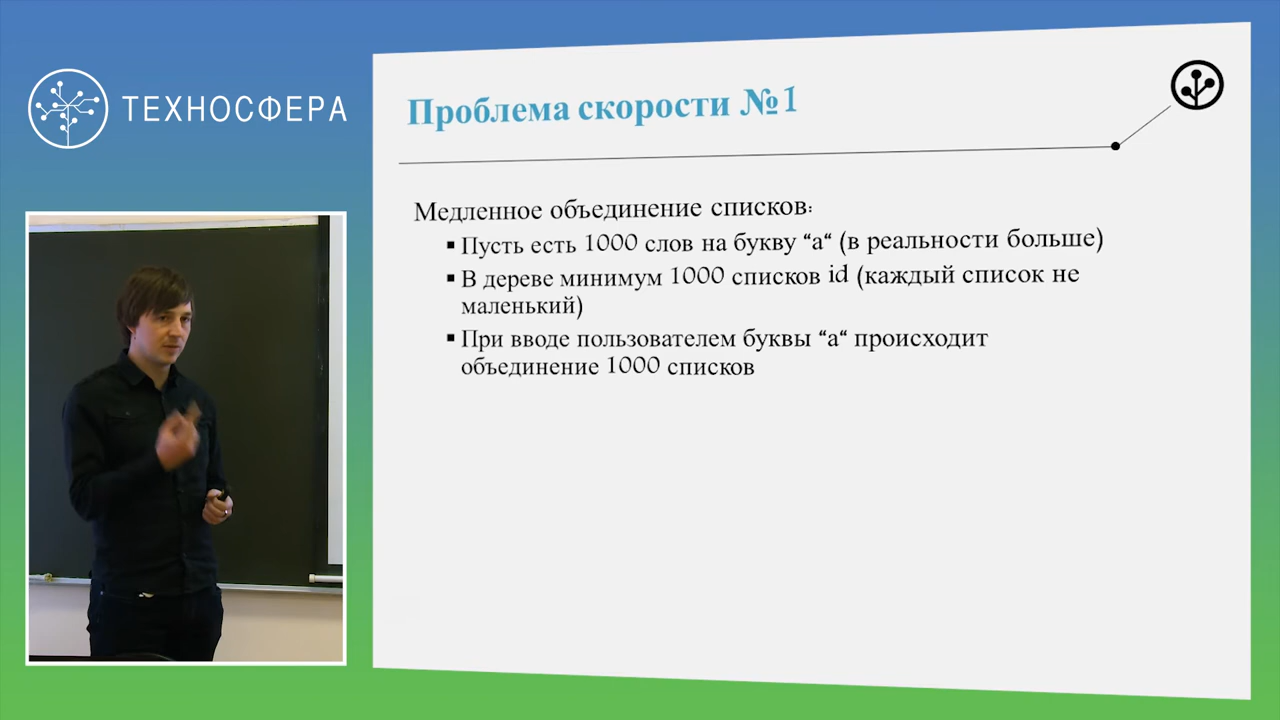 ТЕХНОСФЕРА
Проблема скорости №1
Медленное объединение списков:
▪ Пусть есть 1000 слов на букву “а“ (в реальности больше)
▪ В дереве минимум 1000 списков id (каждый список не
маленький)
▪ При вводе пользователем буквы “а“ происходит
объединение 1000 списков